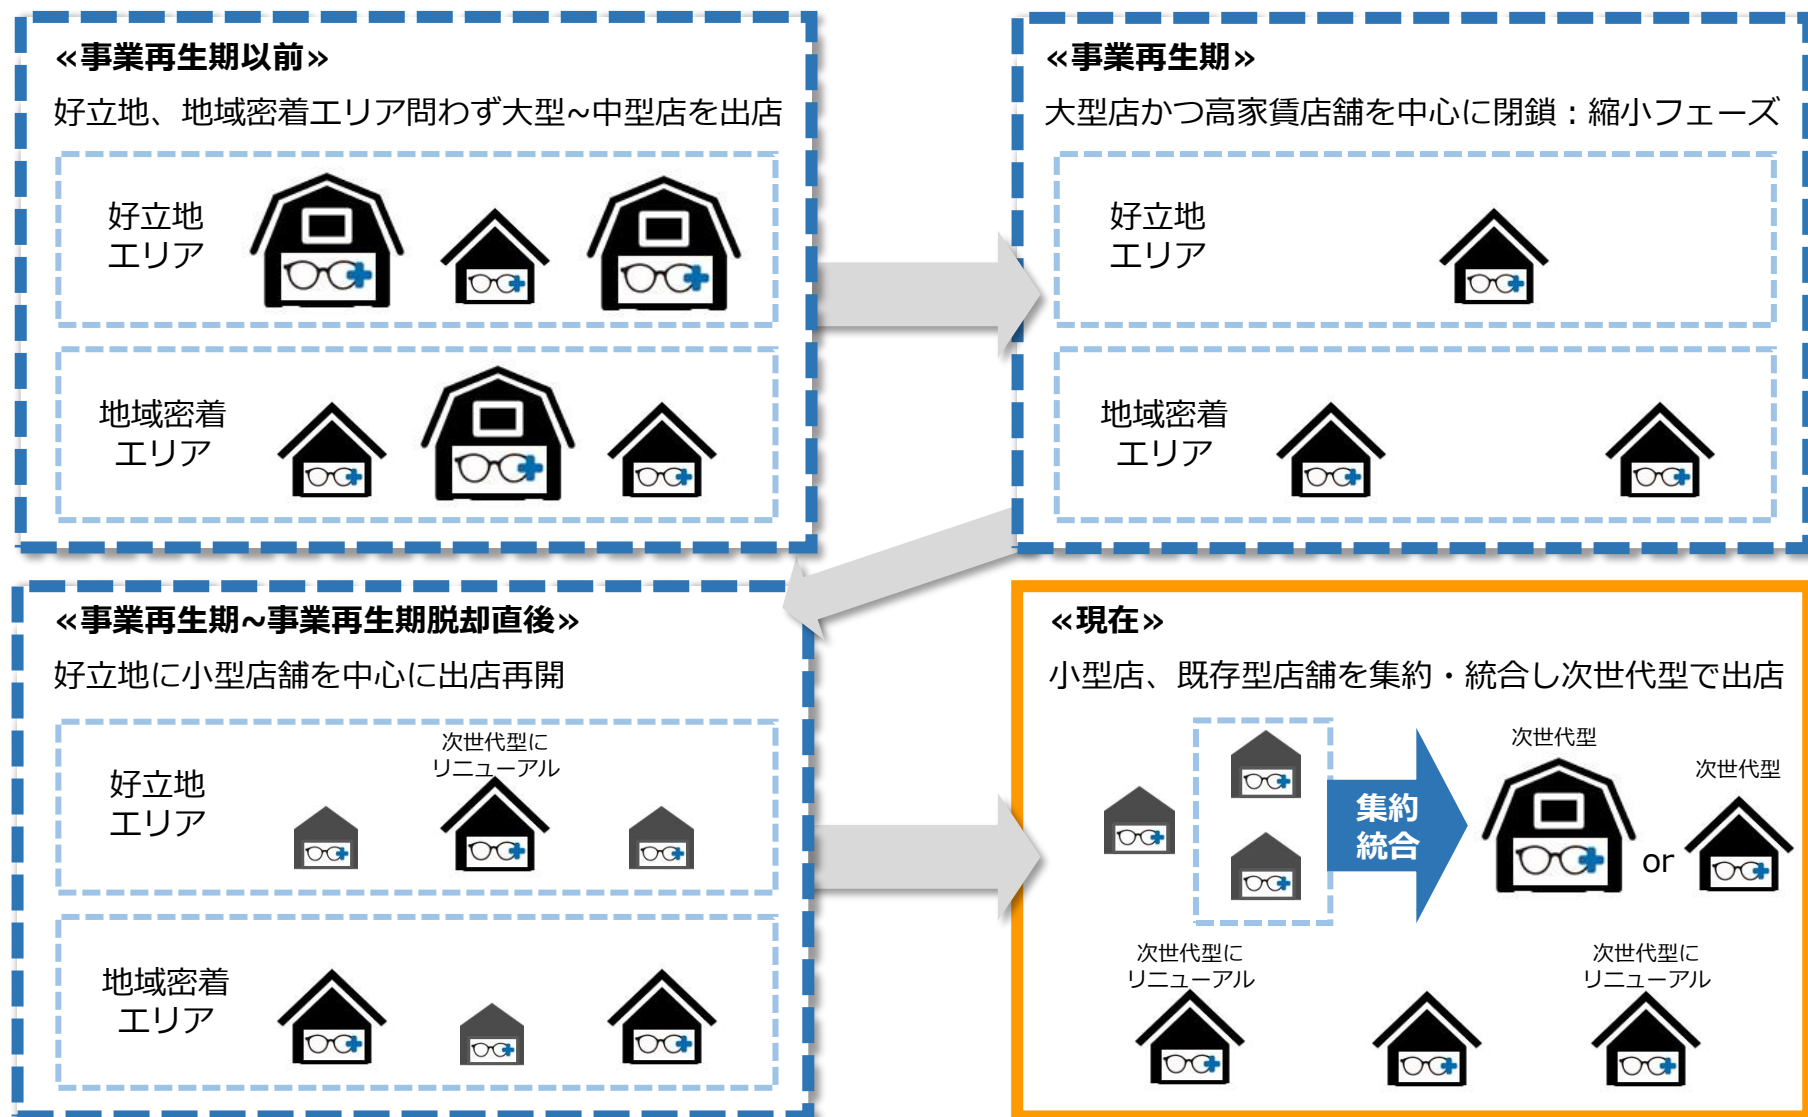 «事業再生期以前»
好立地、地域密着エリア問わず大型~中型店を出店
好立地
エリア
地域密着
エリア
«事業再生期»
大型店かつ高家賃店舗を中心に閉鎖：縮小フェーズ
好立地
エリア
地域密着
エリア
«事業再生期~事業再生期脱却直後»
好立地に小型店舗を中心に出店再開
好立地
エリア
次世代型に
リニューアル
地域密着
エリア
«現在»
小型店、既存型店舗を集約・統合し次世代型で出店
集約
統合
次世代型
or
次世代型
次世代型に
リニューアル
次世代型に
リニューアル